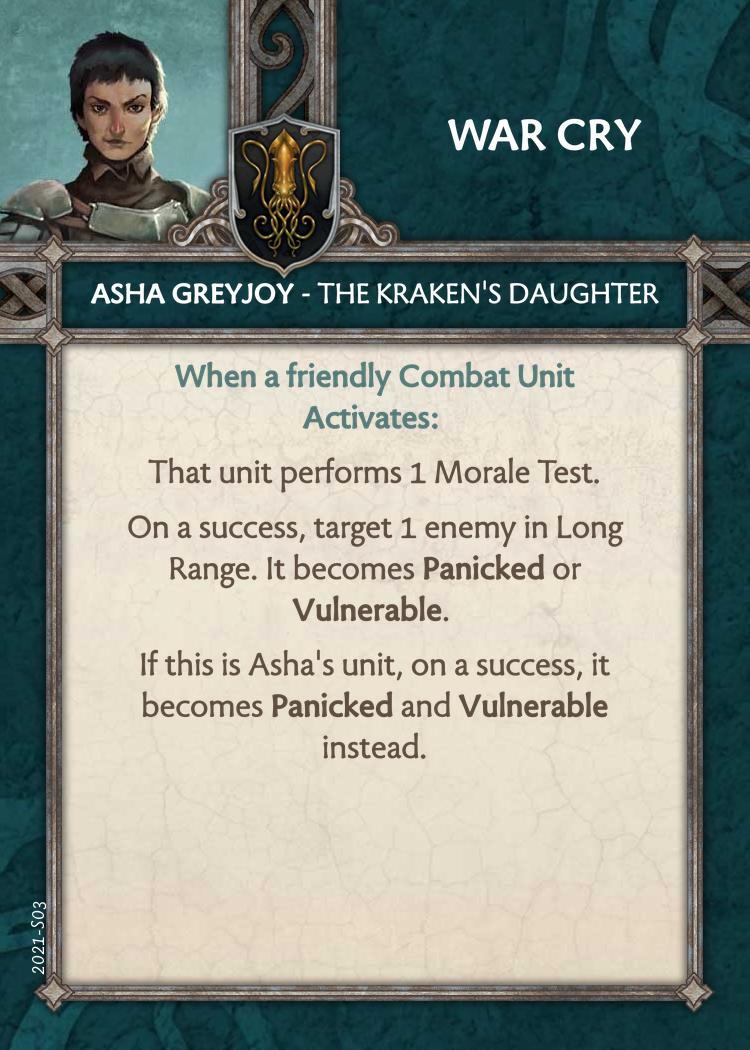 WAR CRY
ASHA GREYJOY - THE KRAKEN'S DAUGHTER
When a friendly Combat Unit
Activates:
That unit performs 1 Morale Test.
On a success, target 1 enemy in Long
Range. It becomes Panicked or
Vulnerable.
If this is Asha's unit, on a success, it
becomes Panicked and Vulnerable
instead.
2021-S03